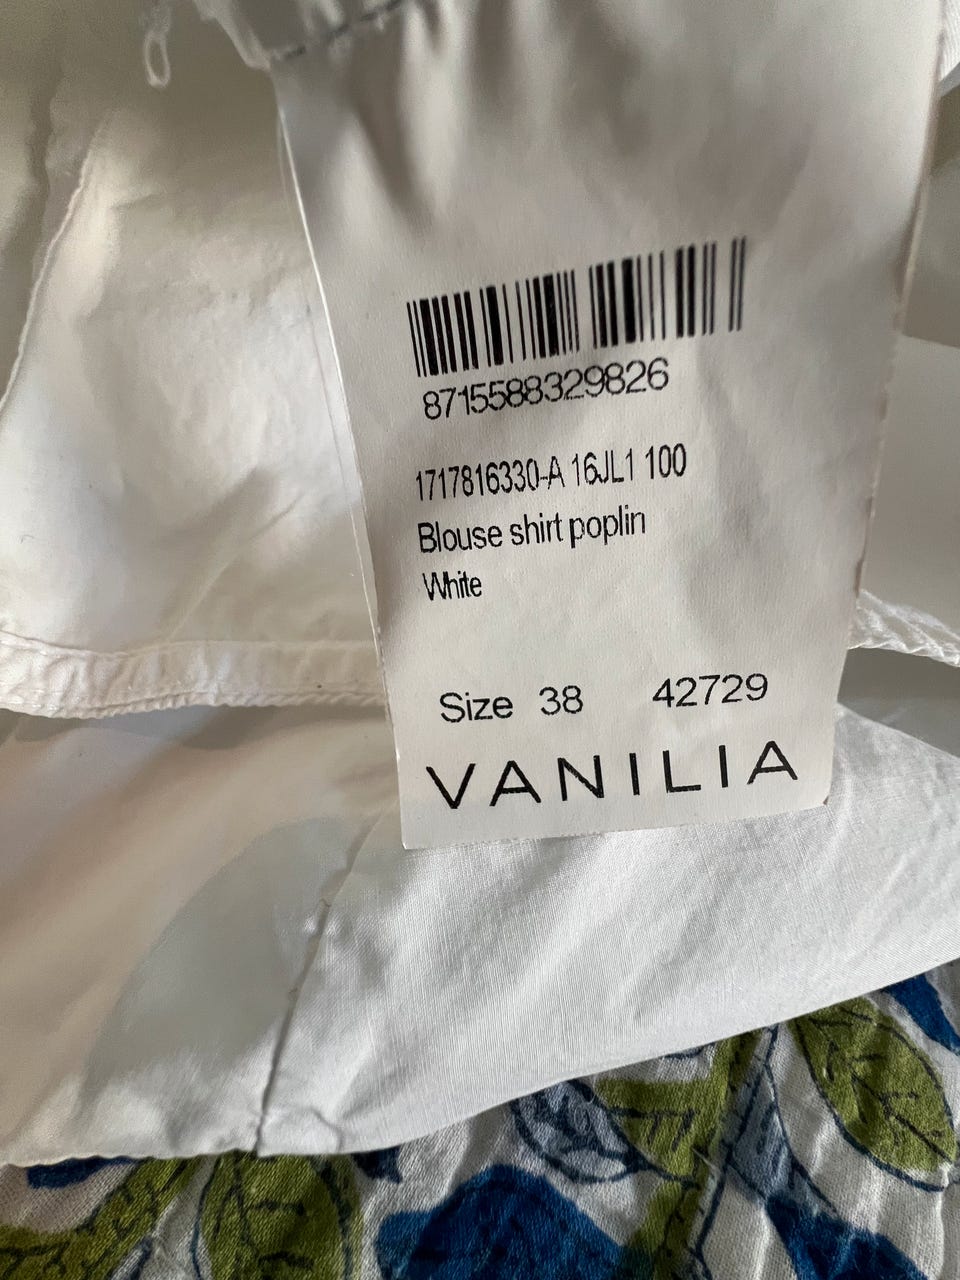 8715588329826
1717816330-A 16JL1 100
Blouse shirt poplin
White
Size 38 42729
VANILIA